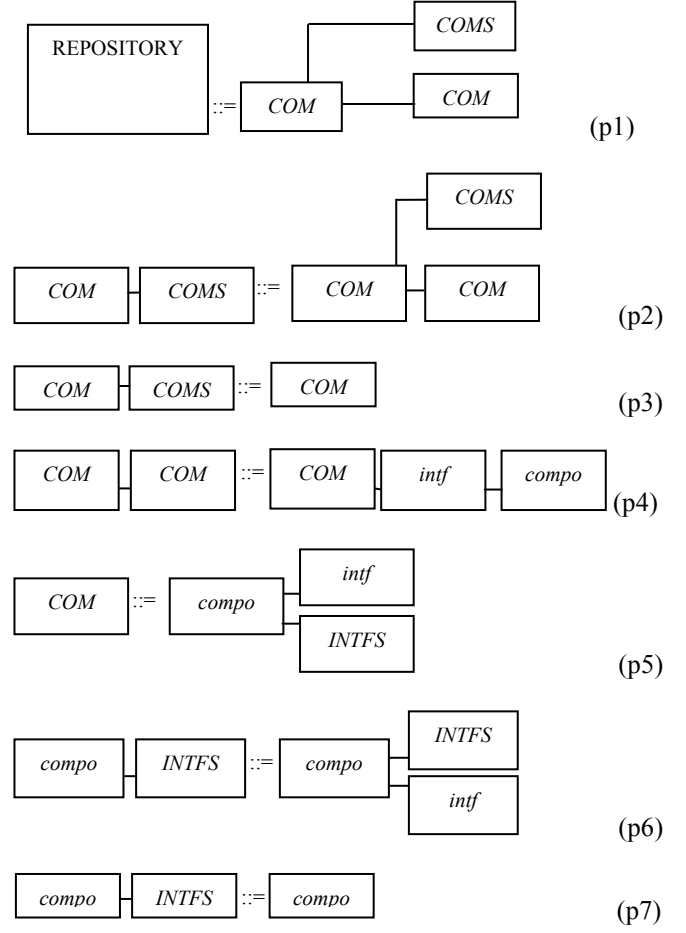 COMS
REPOSITORY
::= COM COM
(p1)
COMS
COM COMS ::= COM COM
(p2)
COM COMS ::= COM
(p3)
COM COM ::= COM intf compo
(p4)
intf
COM ::= compo
INTFS
(p5)
INTFS
compo INTFS ::= compo
intf
(p6)
compo INTFS ::= compo
(p7)